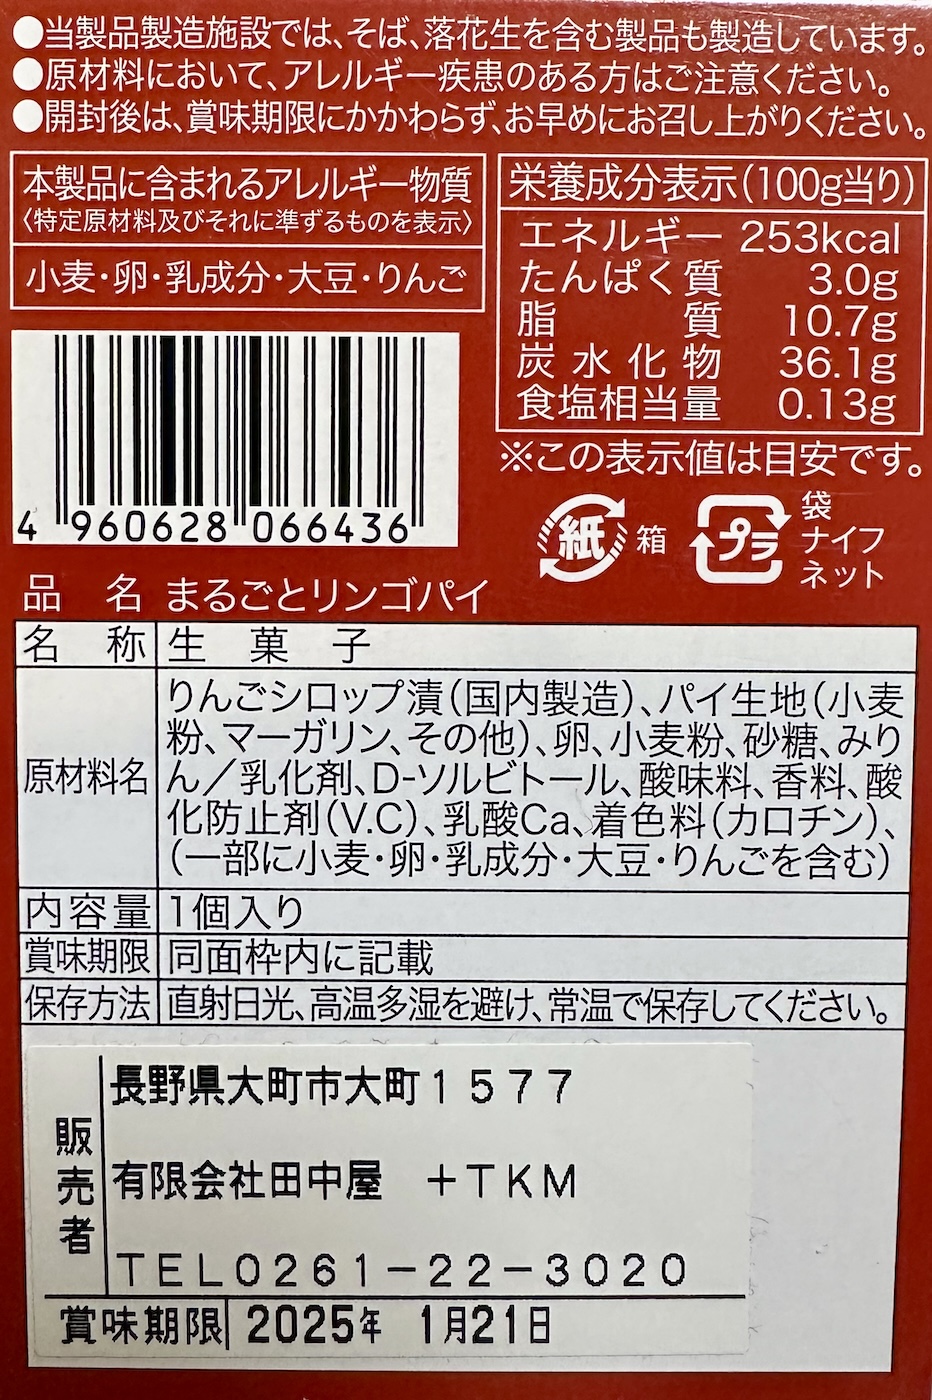 ●当製品製造施設では、そば、落花生を含む製品も製造しています。
●原材料において、アレルギー疾患のある方はご注意ください。
●開封後は、賞味期限にかかわらず、お早めにお召し上がりください。
本製品に含まれるアレルギー物質
〈特定原材料及びそれに準ずるものを表示〉
小麦・卵・乳成分・大豆・りんご
栄養成分表示(100g当り)
エネルギー 253kcal
たんぱく質 3.0g
脂質 10.7g
炭水化物 36.1g
食塩相当量 0.13g
※この表示値は目安です。
4 960628 066436
紙 箱
プラ 袋
ナイフ
ネット
品名 まるごとリンゴパイ
名称 生菓子
原材料名 りんごシロップ漬(国内製造)、パイ生地(小麦
粉、マーガリン、その他)、卵、小麦粉、砂糖、みり
ん/乳化剤、D-ソルビトール、酸味料、香料、酸
化防止剤(V.C)、乳酸Ca、着色料(カロチン)、
(一部に小麦・卵・乳成分・大豆・りんごを含む)
内容量 1個入り
賞味期限 同面枠内に記載
保存方法 直射日光、高温多湿を避け、常温で保存してください。
販売者 長野県大町市大町1577
有限会社田中屋 +TKM
TEL0261-22-3020
賞味期限 2025年 1月21日